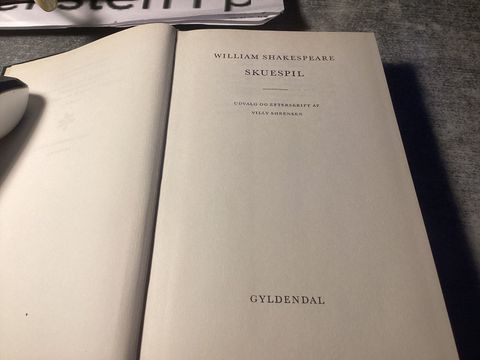 WILLIAM SHAKESPEARE
SKUESPIL
UDVALG OG EFTERSKRIFT AF
VILLY SØRENSEN
GYLDENDAL